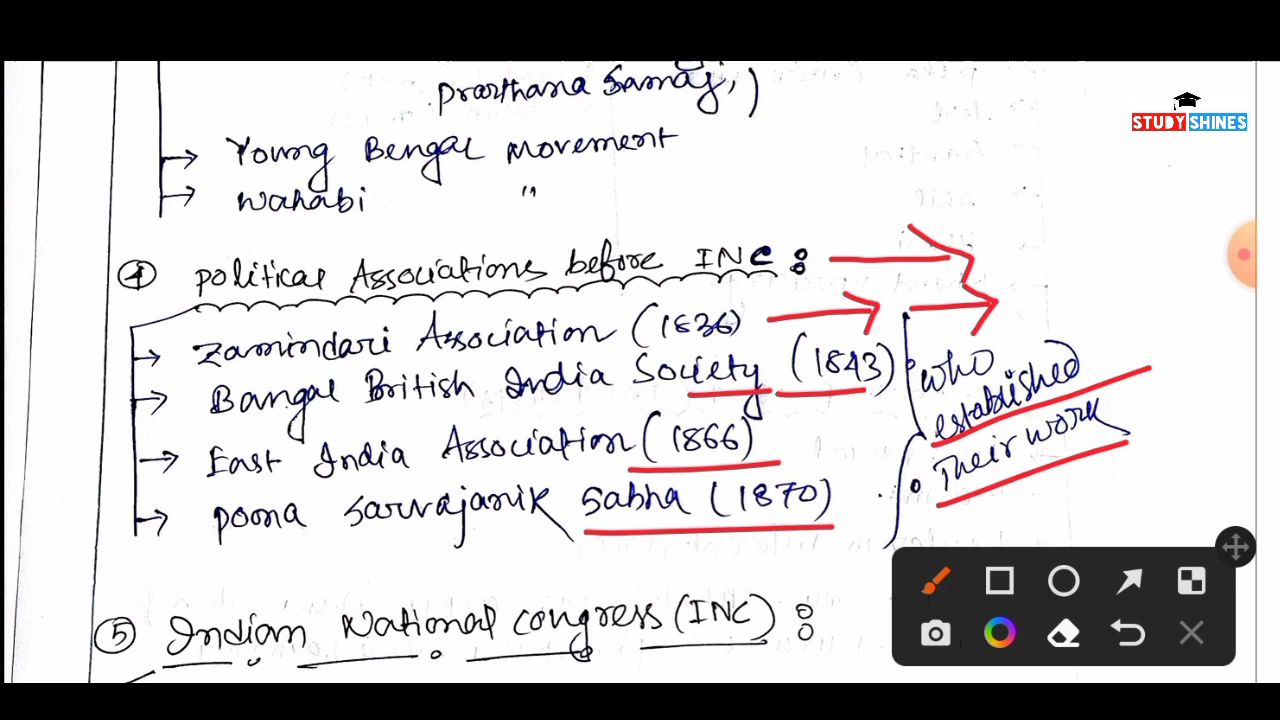 Prarthana Samaj,)
STUDY SHINES
→ Young Bengal Movement
→ Wahabi "
④ Political Associations before INC :
→ Zamindari Association (1836)
→ Bangal British India Society (1843)
who
established
→ East India Association (1866)
Their work
→ Poona Sarvajanik Sabha (1870)
⑤ Indian National Congress (INC) :